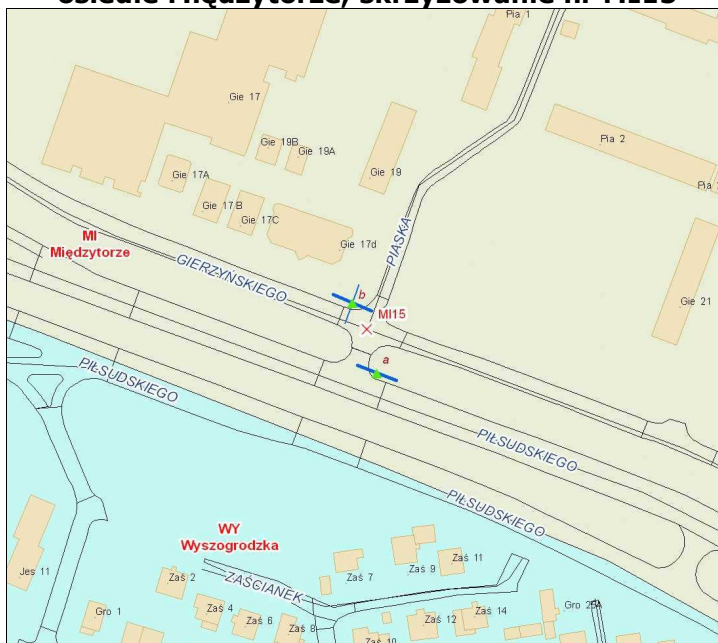 osiedle Międzytorze, skrzyżowanie nr MI15
Pia 1
Gie 17
Gie 19B
Gie 19A
Pia 2
Gie 19
Gie 17A
Pia
Gie 17B
Gie 17C
PIASKA
MI
Międzytorze
Gie 17d
GIERZYŃSKIEGO
b
MI15
Gie 21
a
PIŁSUDSKIEGO
PIŁSUDSKIEGO
PIŁSUDSKIEGO
WY
Wyszogrodzka
Jes 11
Zaś 2
Zaś 7
Zaś 9
Zaś 11
ZAŚCIANEK
Gro 1
Zaś 4
Zaś 6
Zaś 8
Zaś 10
Zaś 12
Zaś 14
Gro 25A